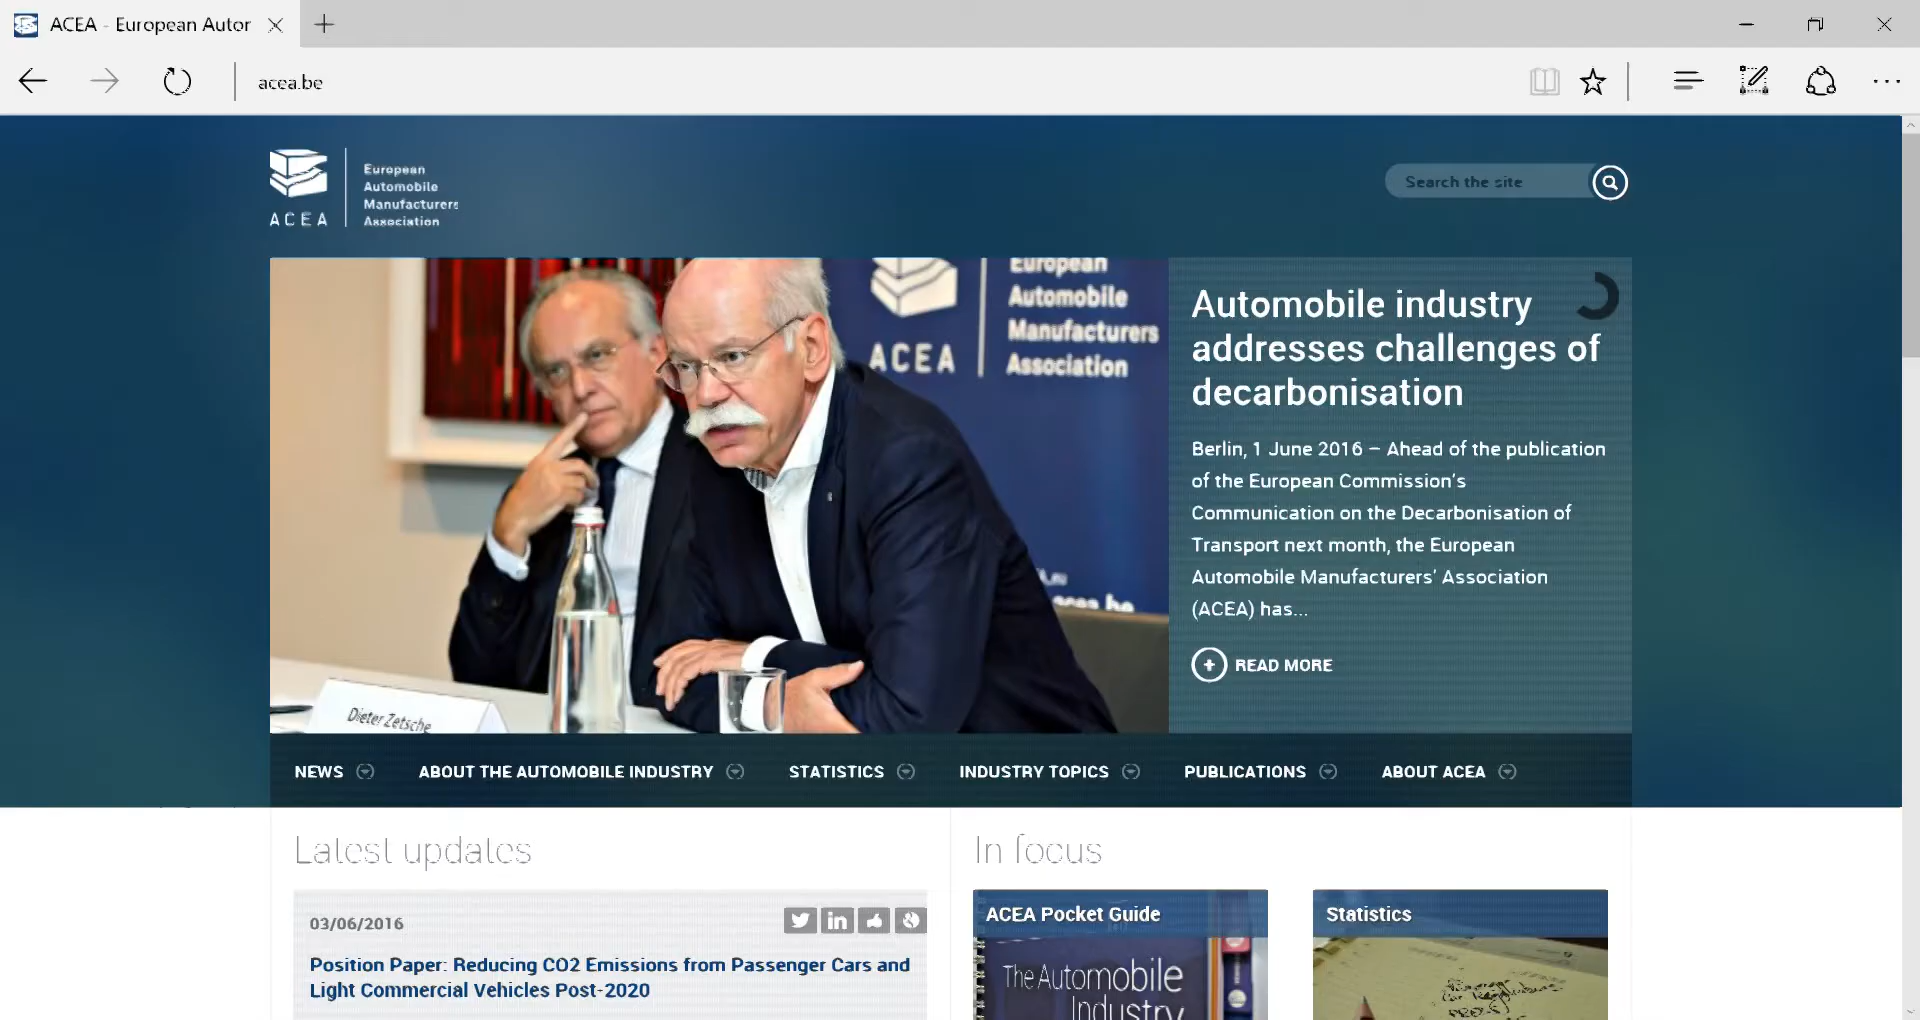 ACEA - European Autor
acea.be
European
Automobile
Manufacturers
Association
ACEA
Search the site
European
Automobile
Manufacturers
Association
ACEA
acea.be
Dieter Zetsche
Automobile industry
addresses challenges of
decarbonisation
Berlin, 1 June 2016 – Ahead of the publication
of the European Commission's
Communication on the Decarbonisation of
Transport next month, the European
Automobile Manufacturers' Association
(ACEA) has...
READ MORE
NEWS ABOUT THE AUTOMOBILE INDUSTRY STATISTICS INDUSTRY TOPICS PUBLICATIONS ABOUT ACEA
Latest updates
03/06/2016
Position Paper: Reducing CO2 Emissions from Passenger Cars and
Light Commercial Vehicles Post-2020
In focus
ACEA Pocket Guide
The Automobile
Industry
Statistics